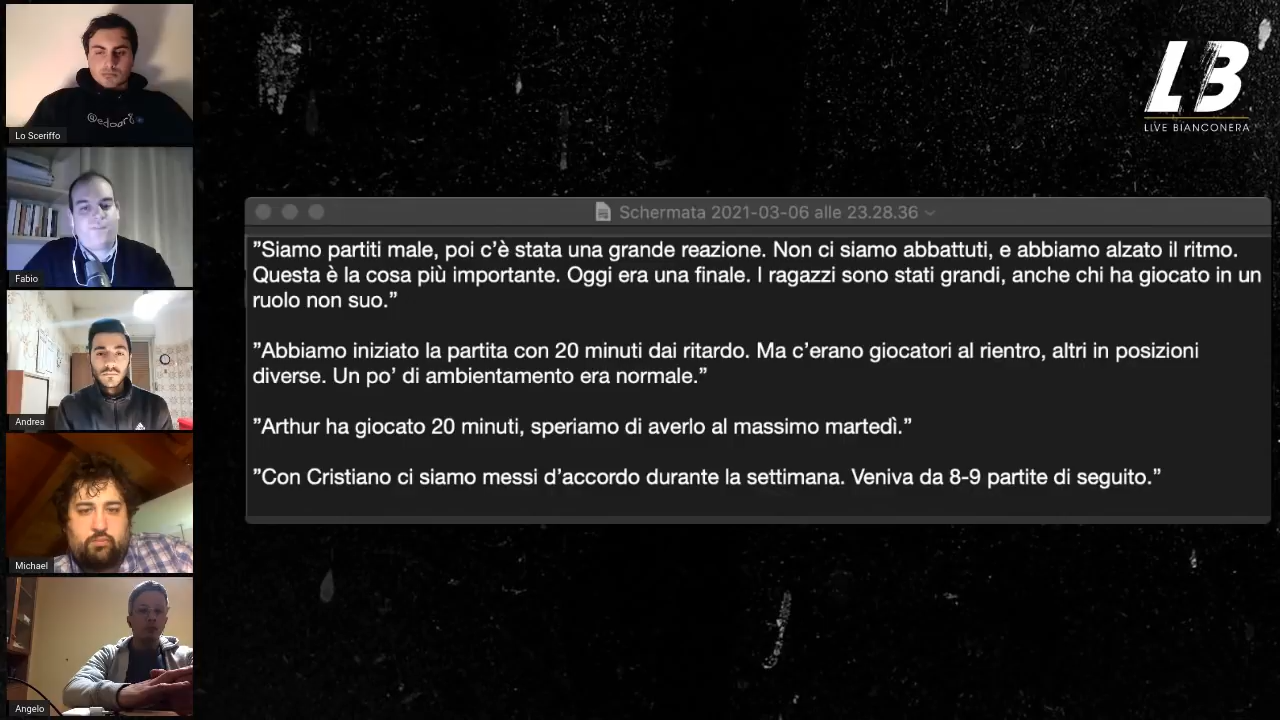 @edoar8
Lo Sceriffo
Fabio
Andrea
Michael
Angelo
LB
LIVE BIANCONERA
Schermata 2021-03-06 alle 23.28.36
”Siamo partiti male, poi c’è stata una grande reazione. Non ci siamo abbattuti, e abbiamo alzato il ritmo.
Questa è la cosa più importante. Oggi era una finale. I ragazzi sono stati grandi, anche chi ha giocato in un
ruolo non suo.”
”Abbiamo iniziato la partita con 20 minuti dai ritardo. Ma c’erano giocatori al rientro, altri in posizioni
diverse. Un po’ di ambientamento era normale.”
”Arthur ha giocato 20 minuti, speriamo di averlo al massimo martedì.”
”Con Cristiano ci siamo messi d’accordo durante la settimana. Veniva da 8-9 partite di seguito.”